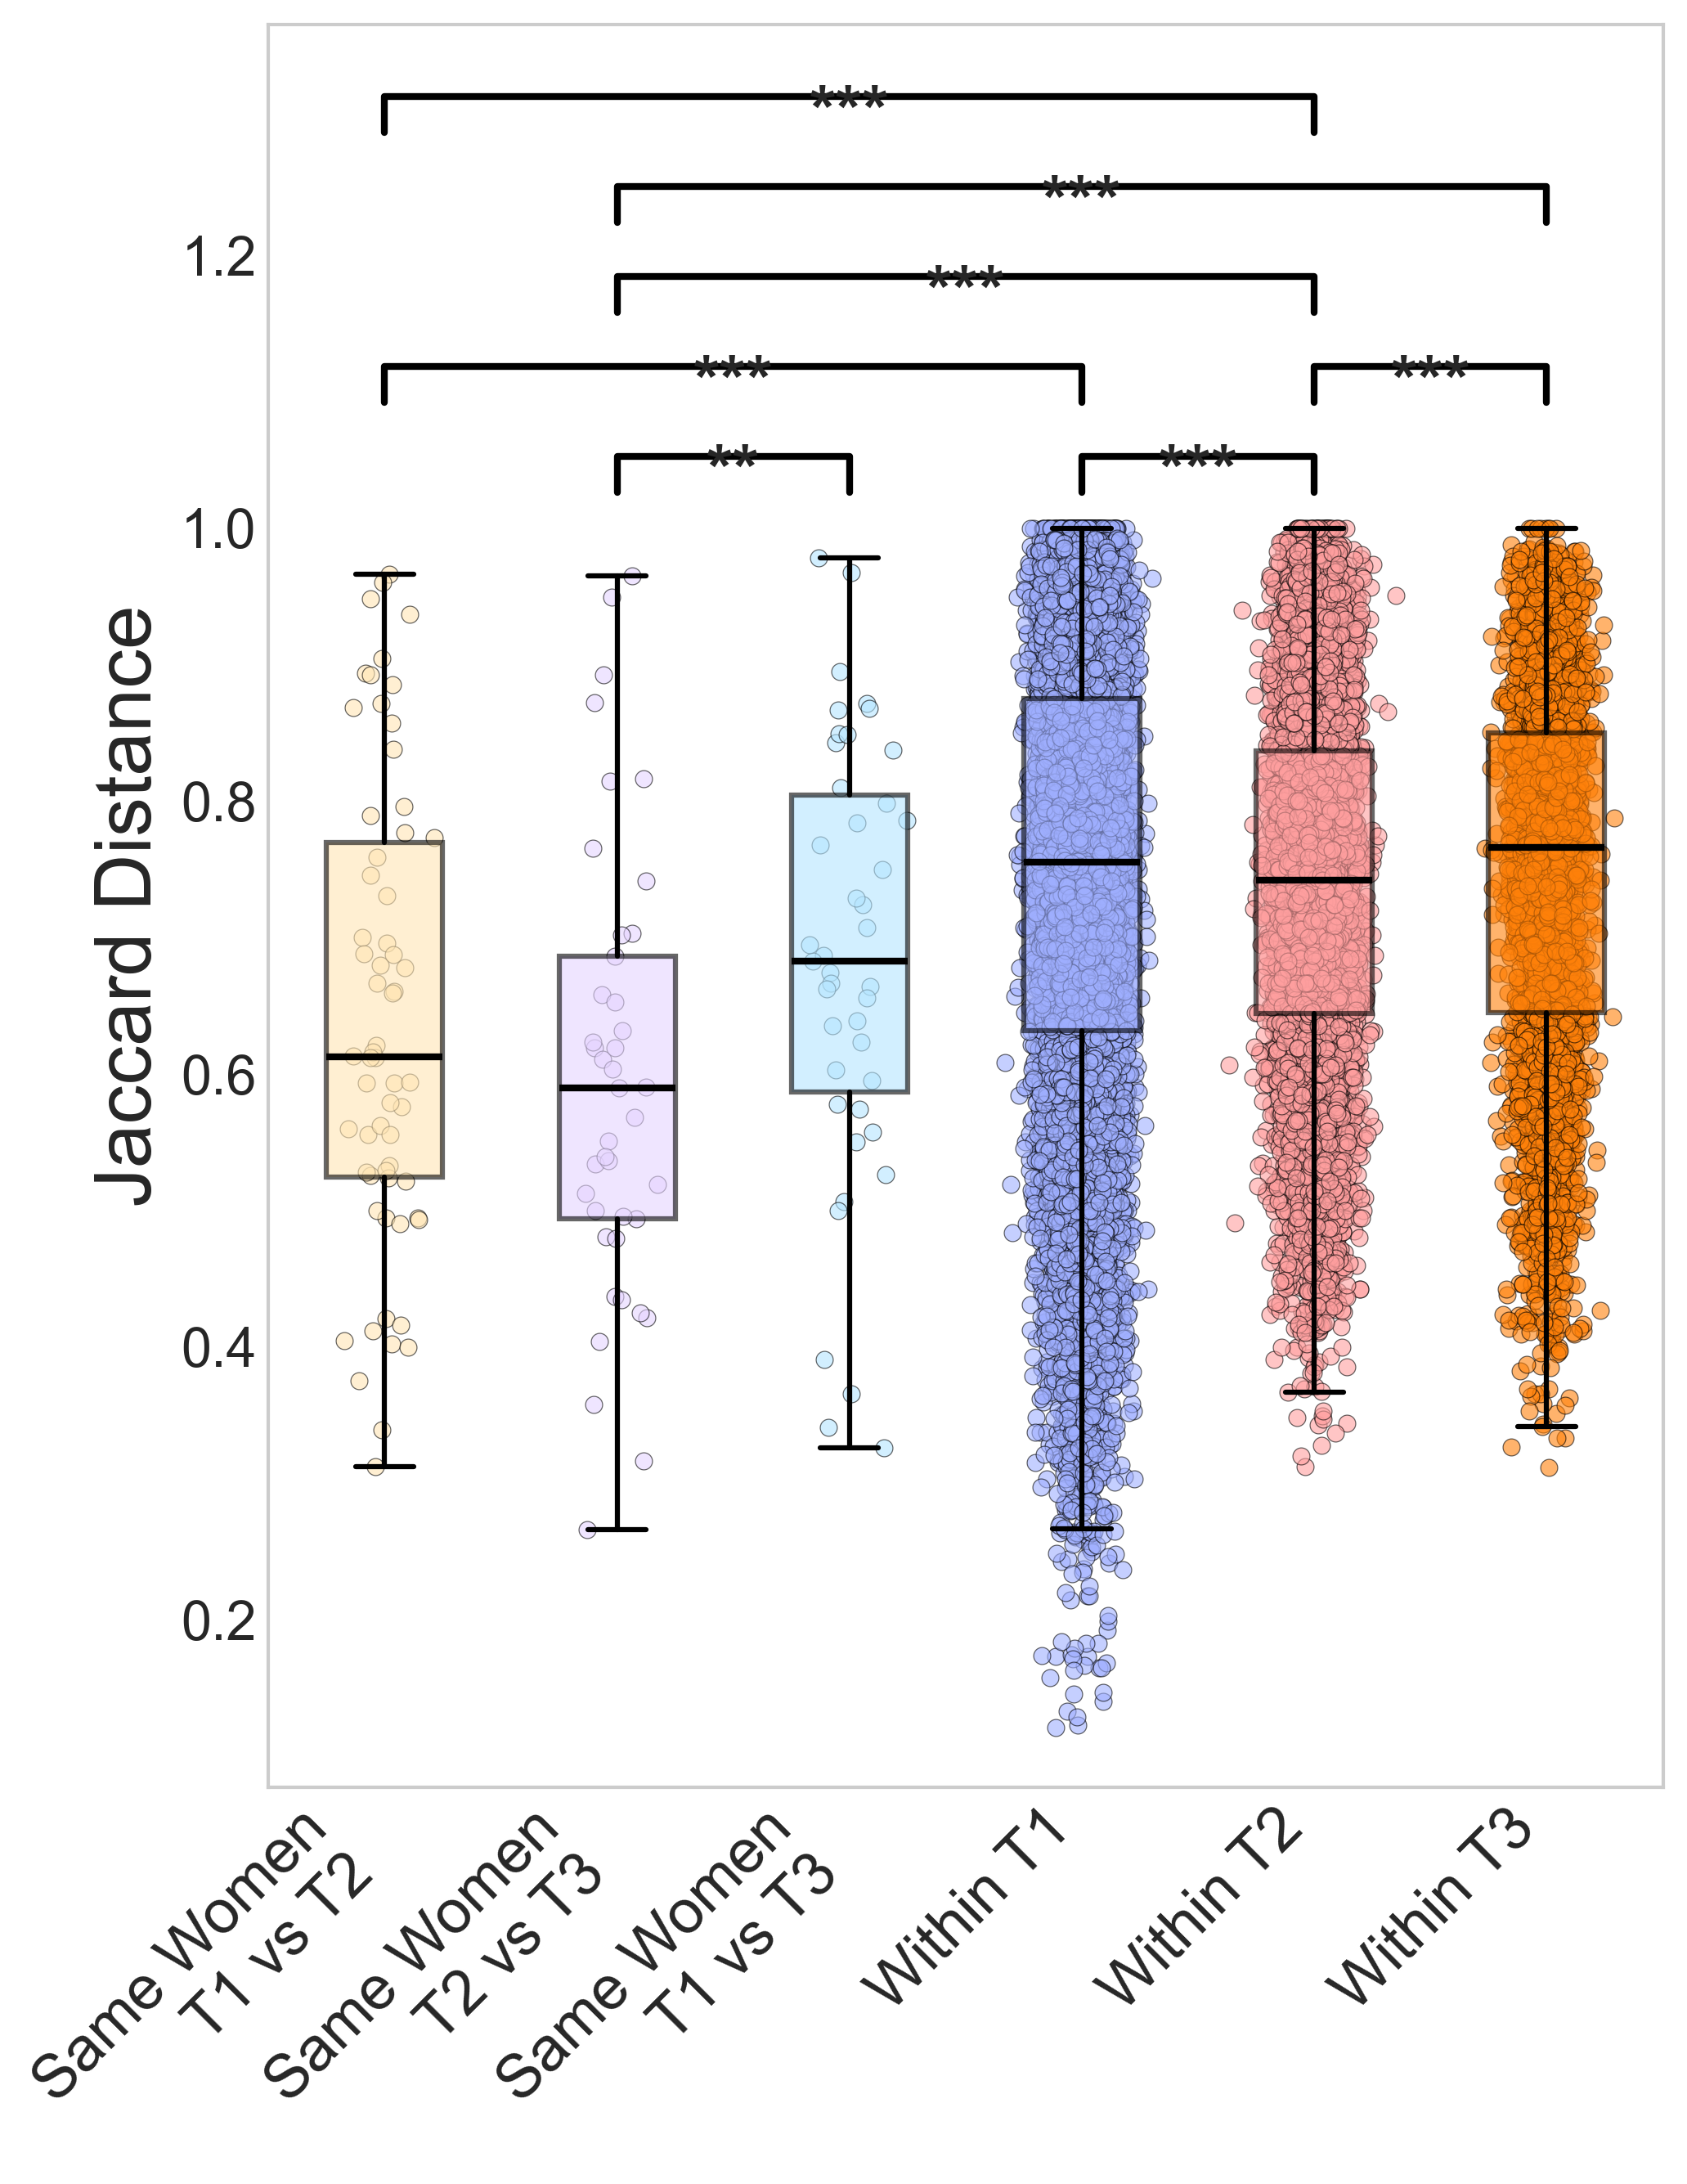 ***
***
***
*** ***
** ***
1.2
1.0
0.8
0.6
0.4
0.2
Jaccard Distance
Same Women
T1 vs T2
Same Women
T2 vs T3
Same Women
T1 vs T3
Within T1
Within T2
Within T3